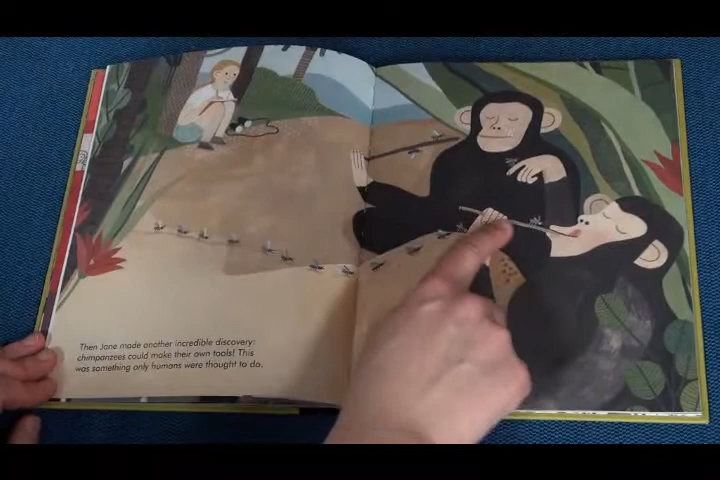 Then Jane made another incredible discovery:
chimpanzees could make their own tools! This
was something only humans were thought to do.